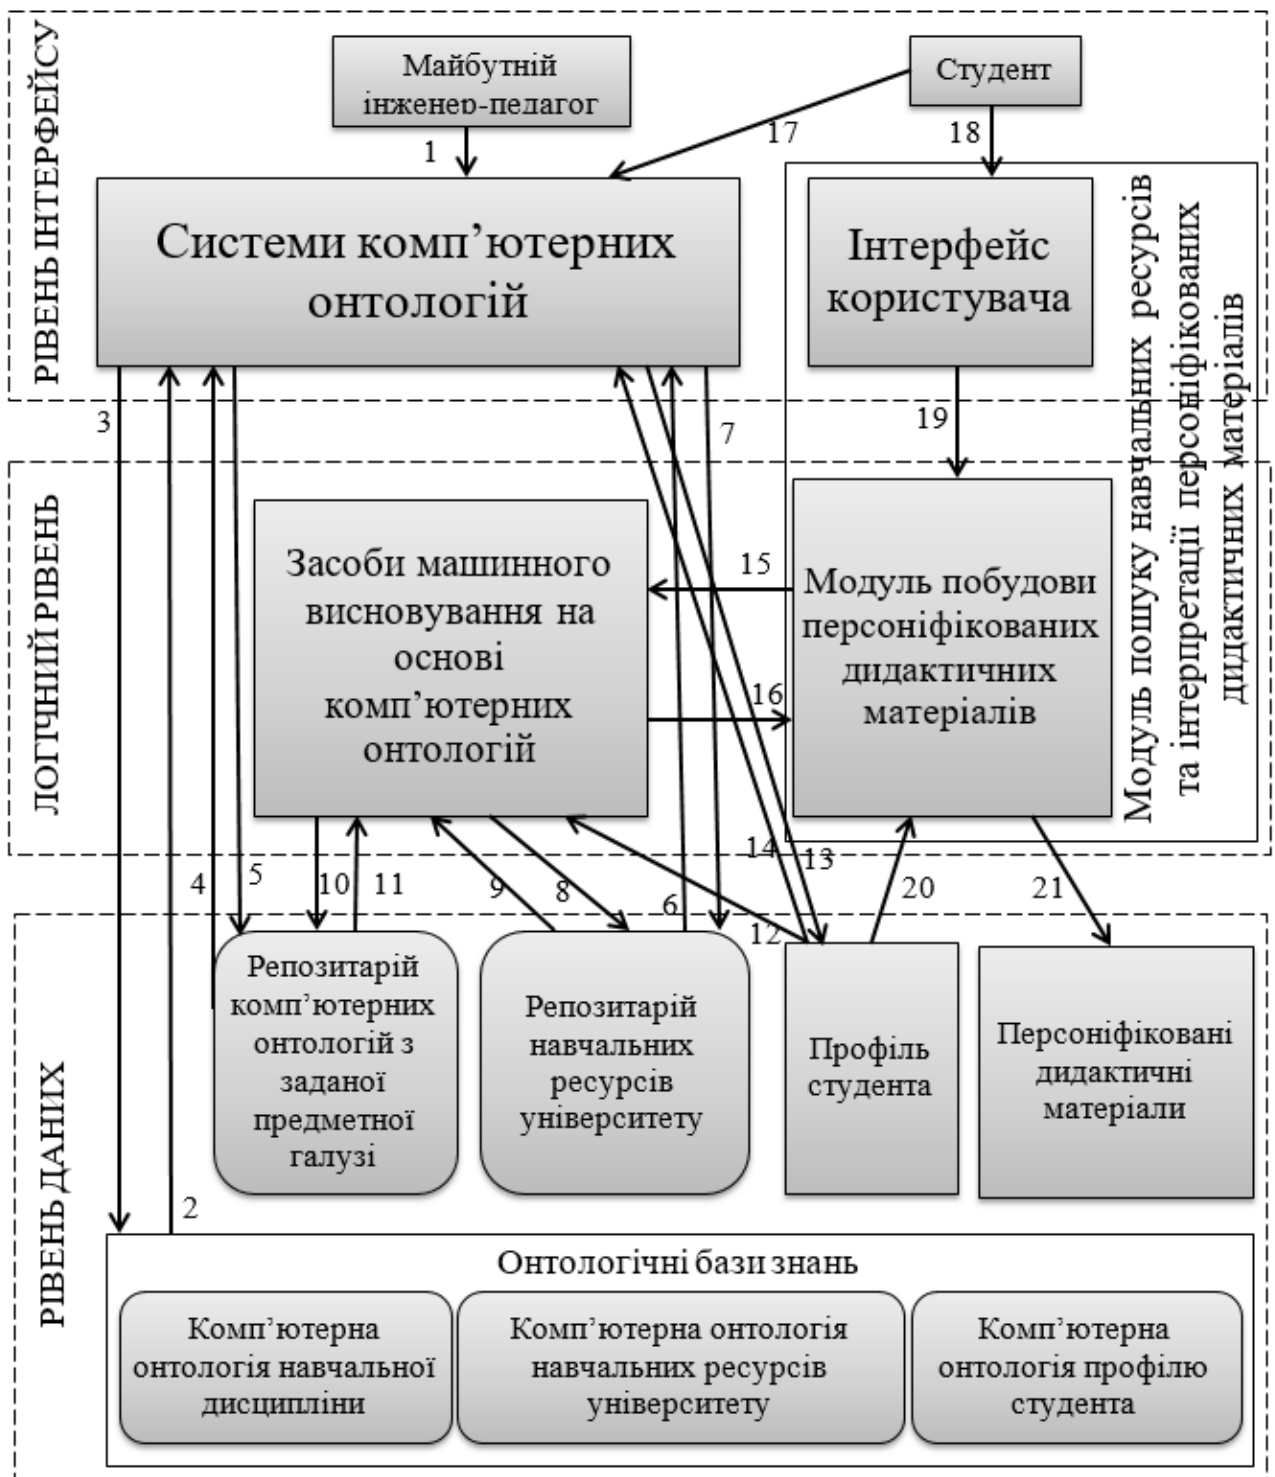 РІВЕНЬ ІНТЕРФЕЙСУ
Майбутній
інженер-педагог
Студент
1
17
18
Системи комп’ютерних
онтологій
Інтерфейс
користувача
Модуль пошуку навчальних ресурсів
та інтерпретації персоніфікованих
дидактичних матеріалів
3
7
19
ЛОГІЧНИЙ РІВЕНЬ
Засоби машинного
висновування на
основі
комп’ютерних
онтологій
15
16
Модуль побудови
персоніфікованих
дидактичних
матеріалів
14
13
4
5
10
11
9
8
6
12
20
21
РІВЕНЬ ДАНИХ
Репозитарій
комп’ютерних
онтологій з
заданої
предметної
галузі
Репозитарій
навчальних
ресурсів
університету
Профіль
студента
Персоніфіковані
дидактичні
матеріали
2
Онтологічні бази знань
Комп’ютерна
онтологія навчальної
дисципліни
Комп’ютерна онтологія
навчальних ресурсів
університету
Комп’ютерна
онтологія профілю
студента